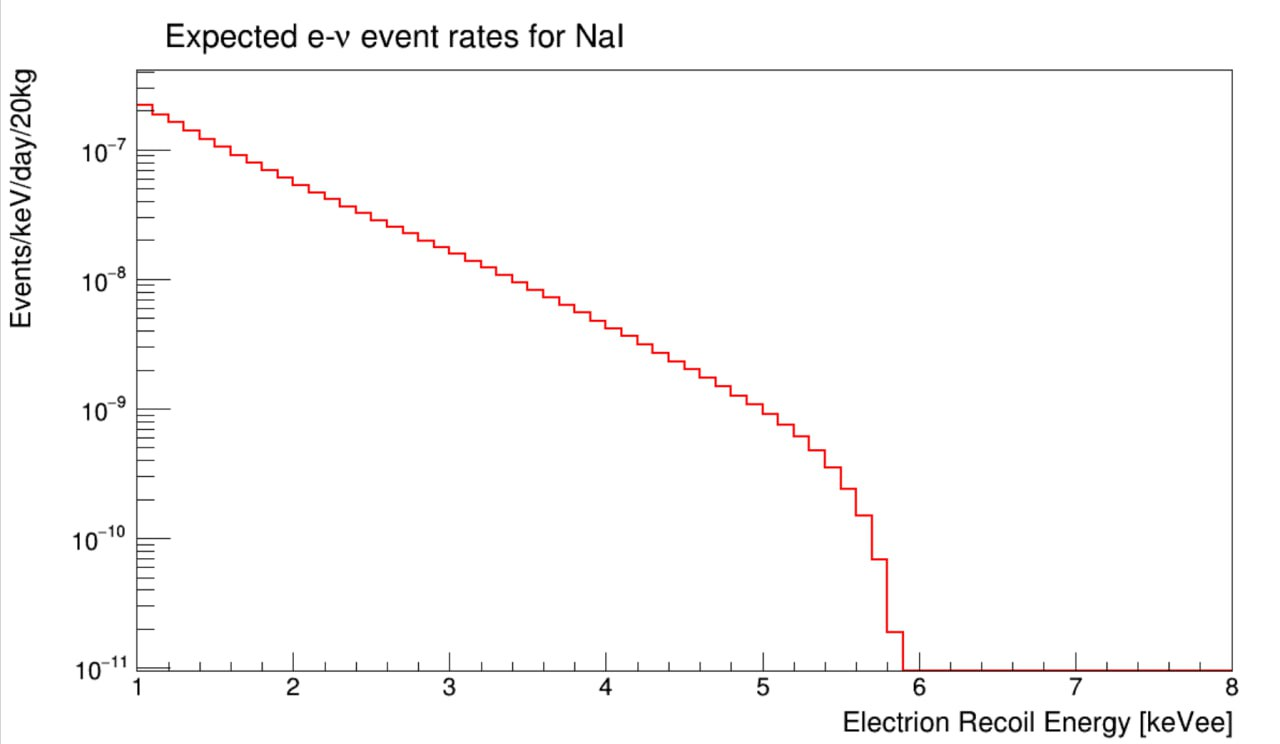 Expected e-ν event rates for NaI
Events/keV/day/20kg
10⁻⁷
10⁻⁸
10⁻⁹
10⁻¹⁰
10⁻¹¹
1 2 3 4 5 6 7 8
Electrion Recoil Energy [keVee]